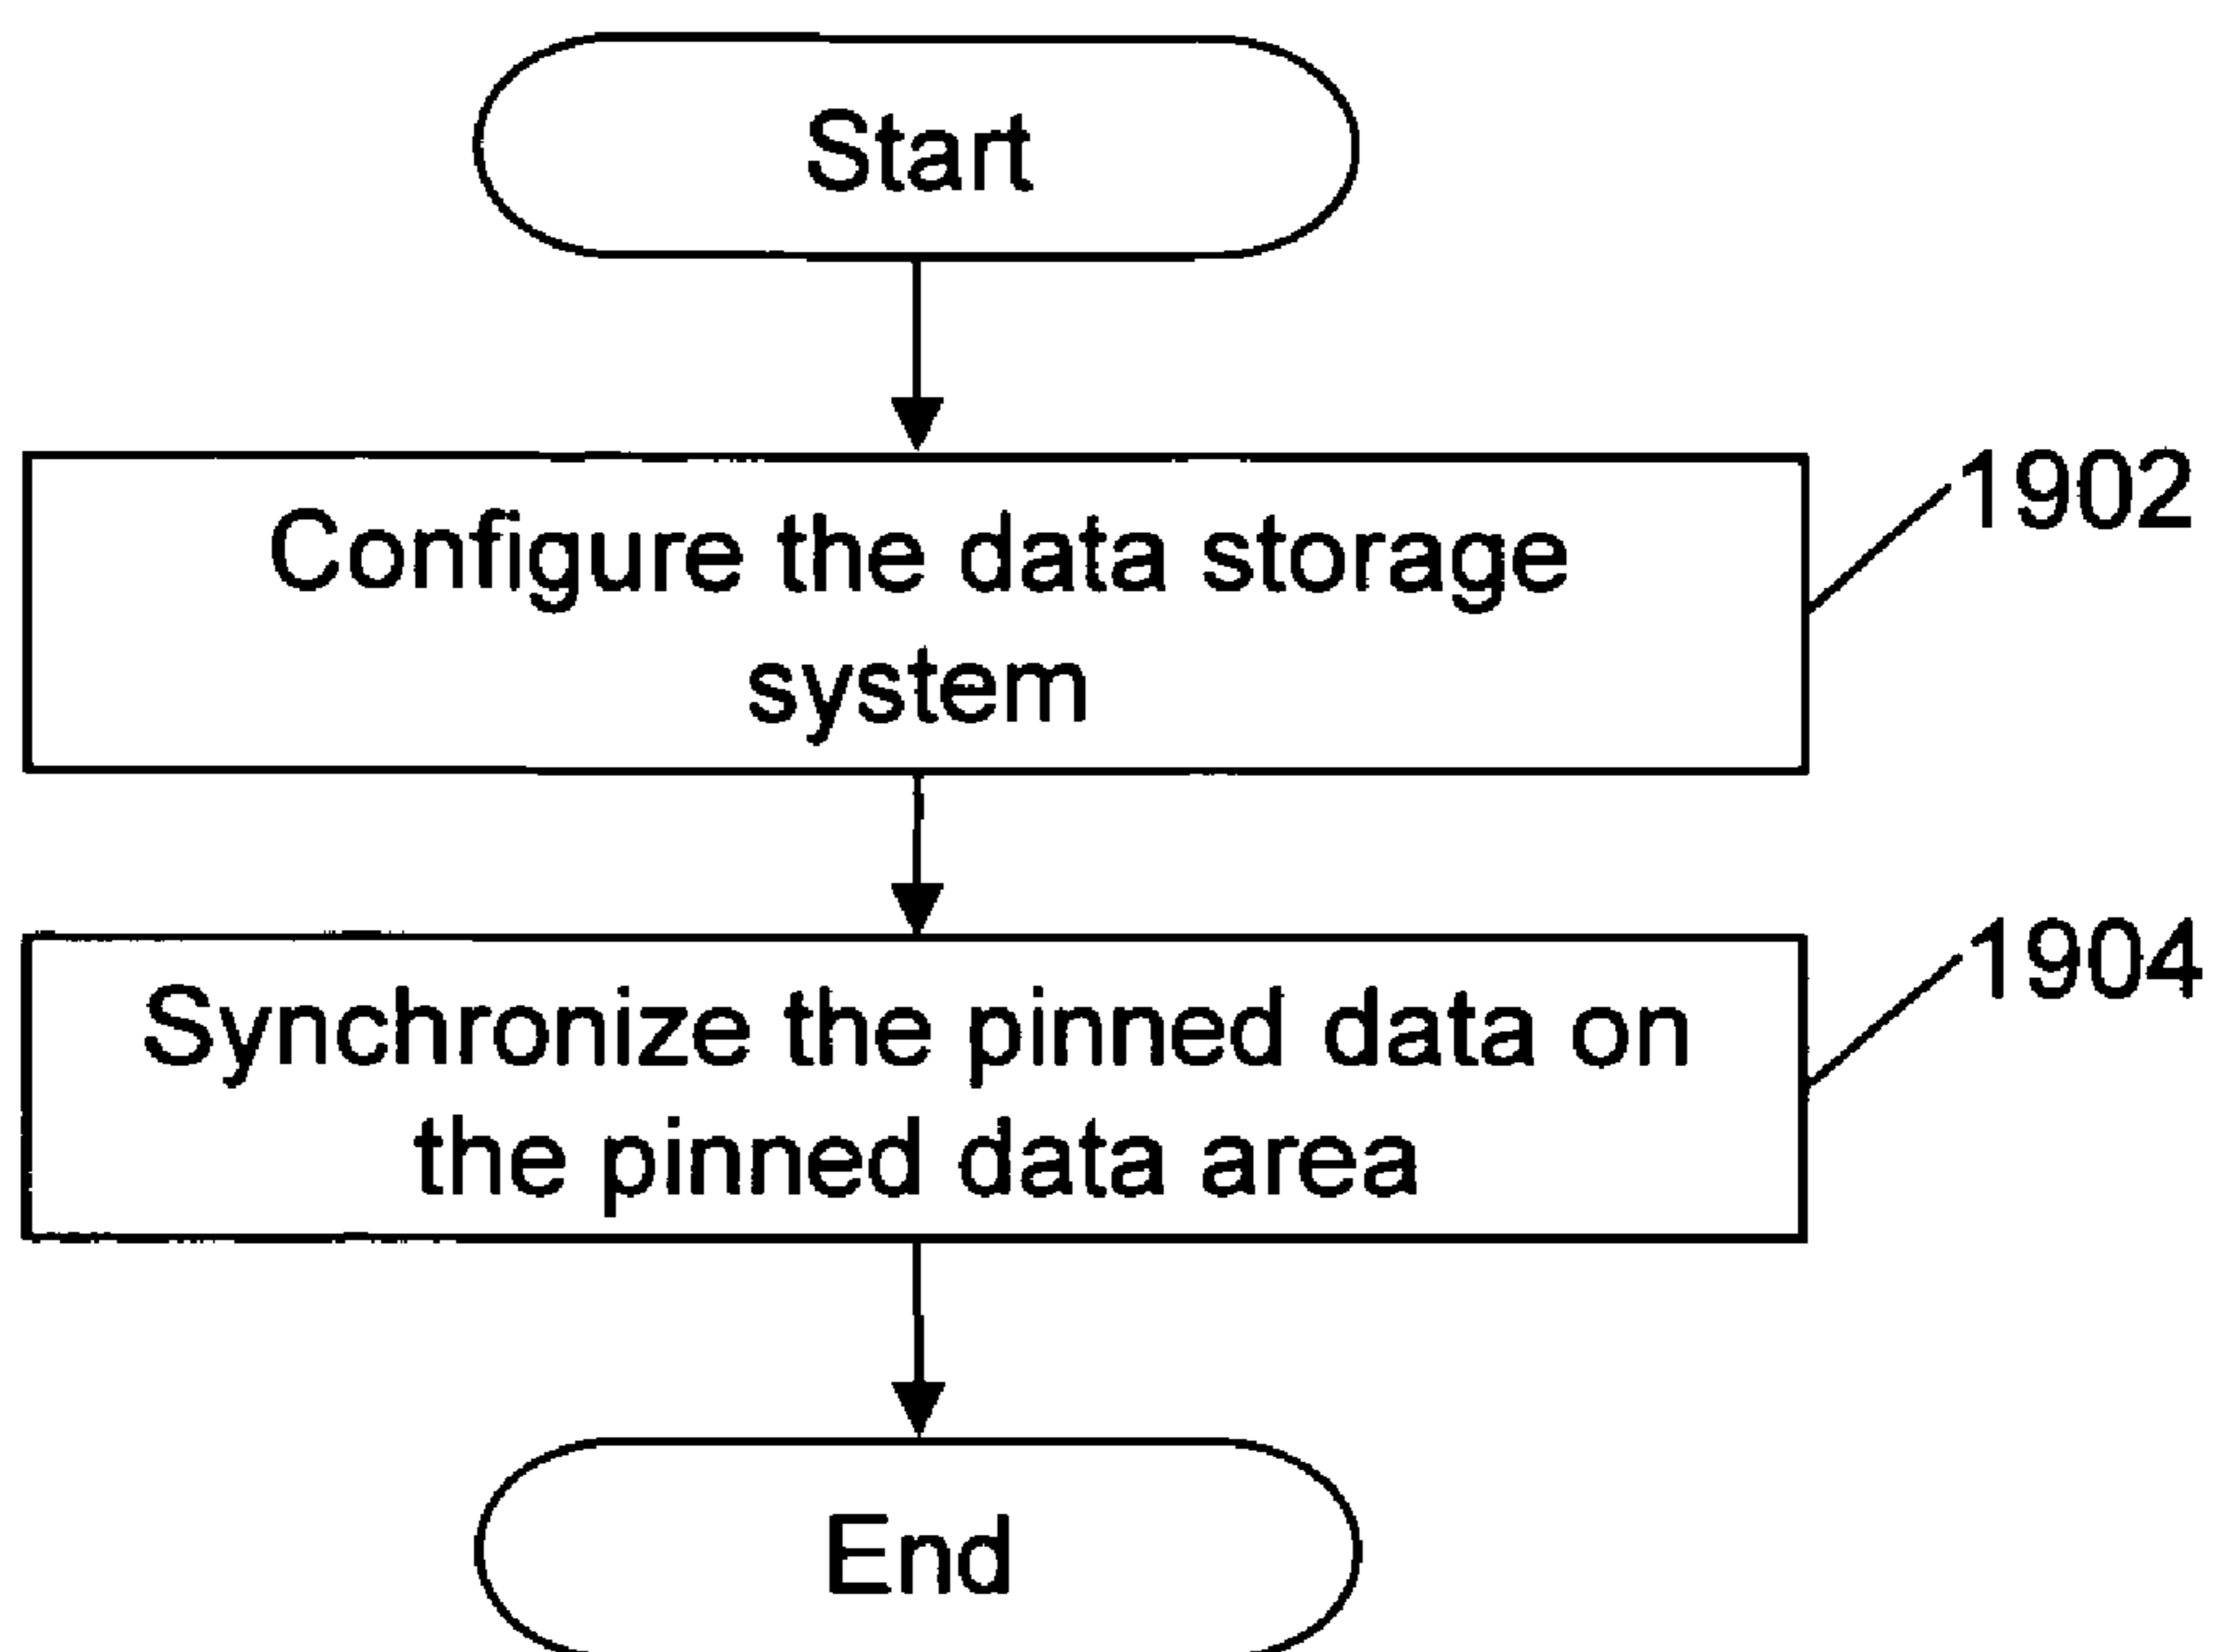 Start
1902
Configure the data storage
system
1904
Synchronize the pinned data on
the pinned data area
End